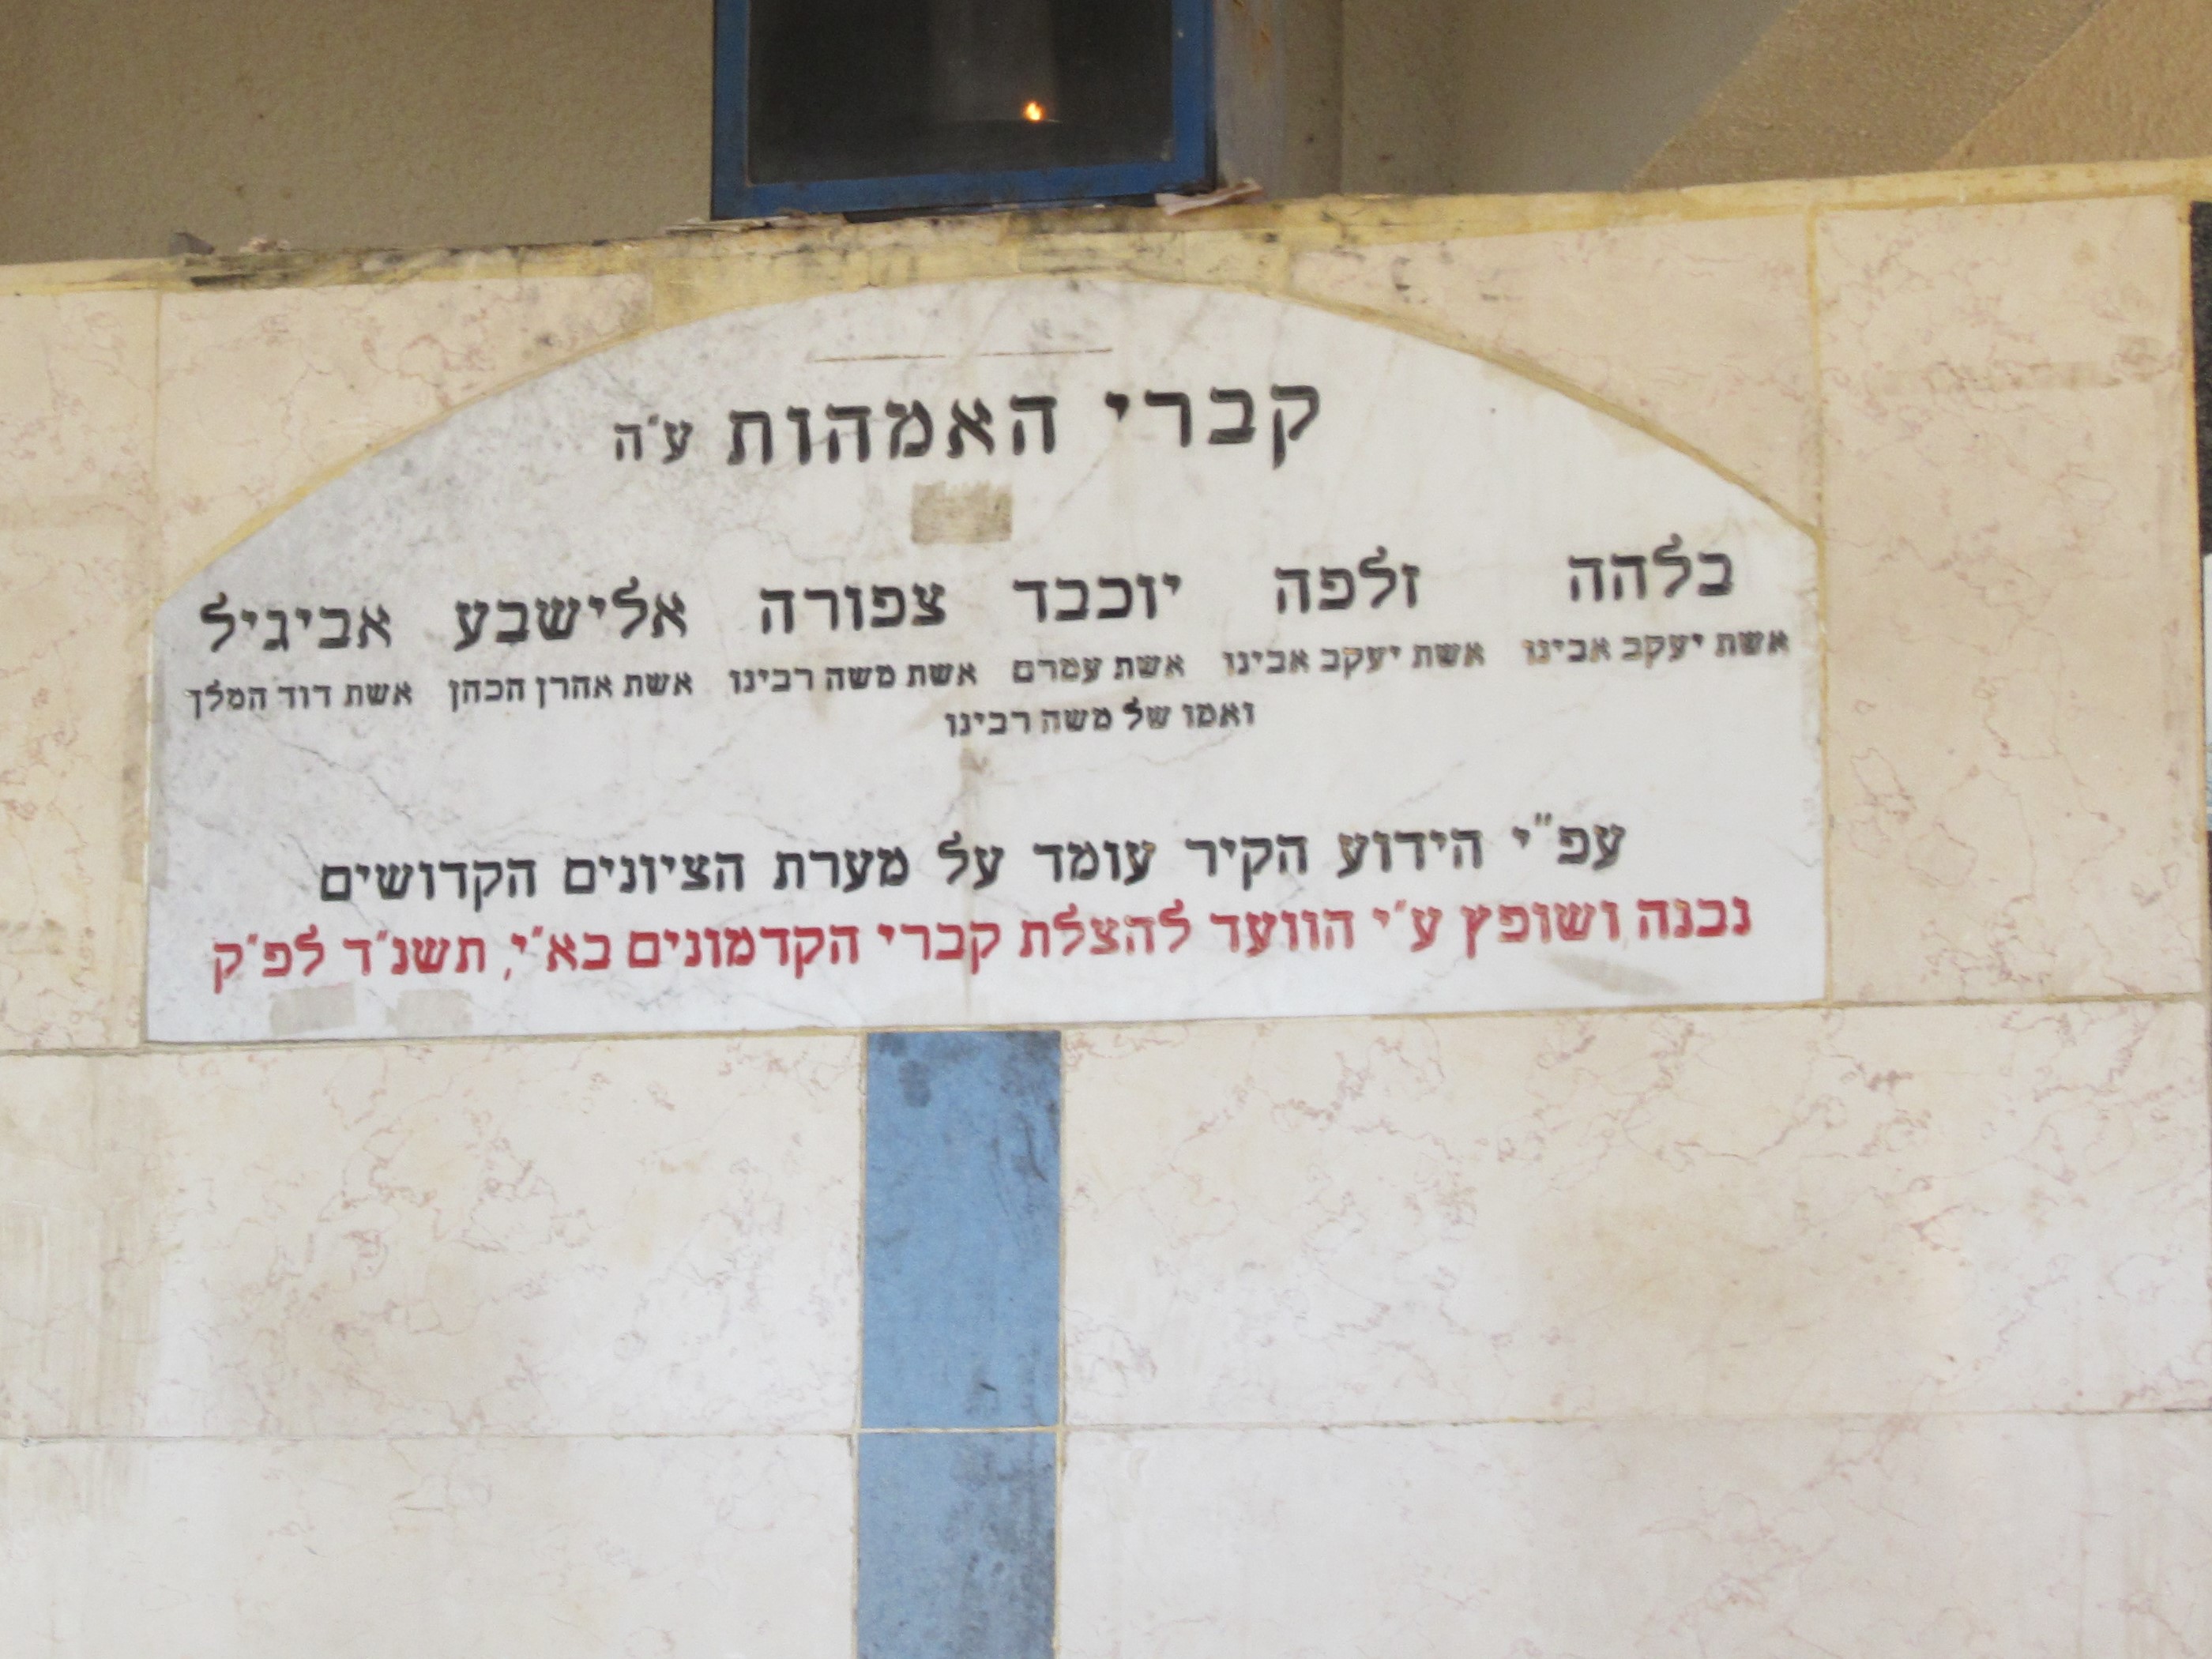 קברי האמהות ע"ה
בלהה זלפה יוכבד צפורה אלישבע אביגיל
אשת יעקב אבינו אשת יעקב אבינו אשת עמרם אשת משה רבינו אשת אהרן הכהן אשת דוד המלך
ואמו של משה רבינו
עפ"י הידוע הקיר עומד על מערת הציונים הקדושים
נבנה ושופץ ע"י הוועד להצלת קברי הקדמונים בא"י, תשנ"ד לפ"ק